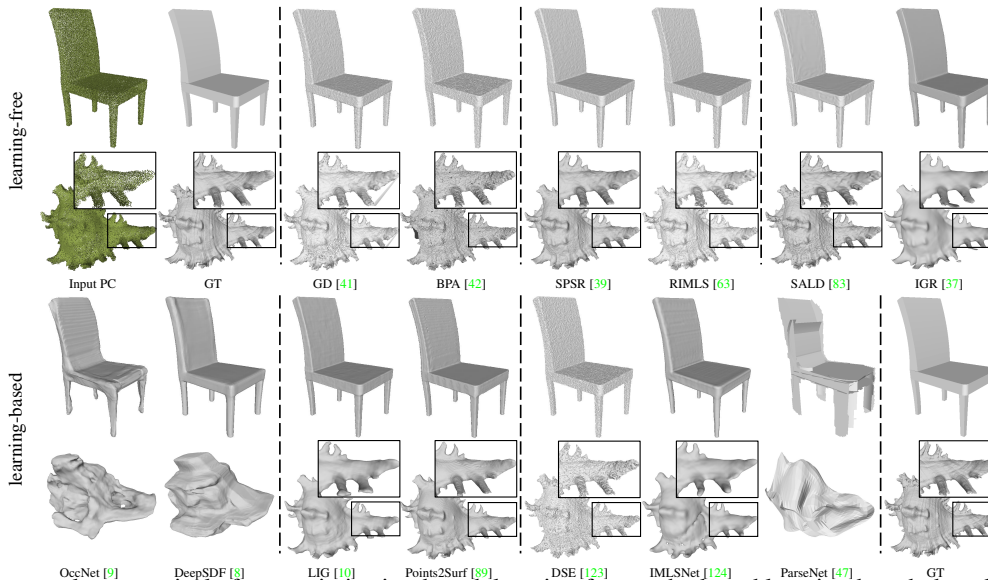 learning-free
Input PC
GT
GD [41]
BPA [42]
SPSR [39]
RIMLS [63]
SALD [83]
IGR [37]
learning-based
OccNet [9]
DeepSDF [8]
LIG [10]
Points2Surf [89]
DSE [123]
IMLSNet [124]
ParseNet [47]
GT